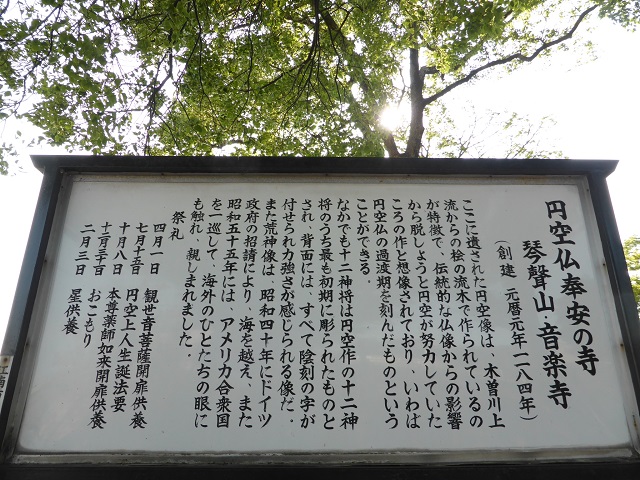 円空仏奉安の寺
琴聲山・音楽寺
（創建 元暦元年一一八四年）
ここに遺された円空像は、木曽川上
流からの桧の流木で作られているの
が特徴で、伝統的な仏像からの影響
から脱しようと円空が努力していた
ころの作と想像されており、いわは
円空仏の過渡期を刻んだものという
ことができる。
なかでも十二神将は円空作の十二神
将のうち最も初期に彫られたものと
され、背面には、すべて陰刻の字が
付せられ力強さが感じられる像だ。
また荒神像は、昭和四十年にドイツ
政府の招請により、海を越え、また
昭和五十五年には、アメリカ合衆国
を一巡して、海外のひとたちの眼に
も触れ、親しまれました。
祭礼
四月一日 観世音菩薩開扉供養
七月十五日 円空上人生誕法要
十月八日 本尊薬師如来開扉供養
十二月三十日 おこもり
二月三日 星供養